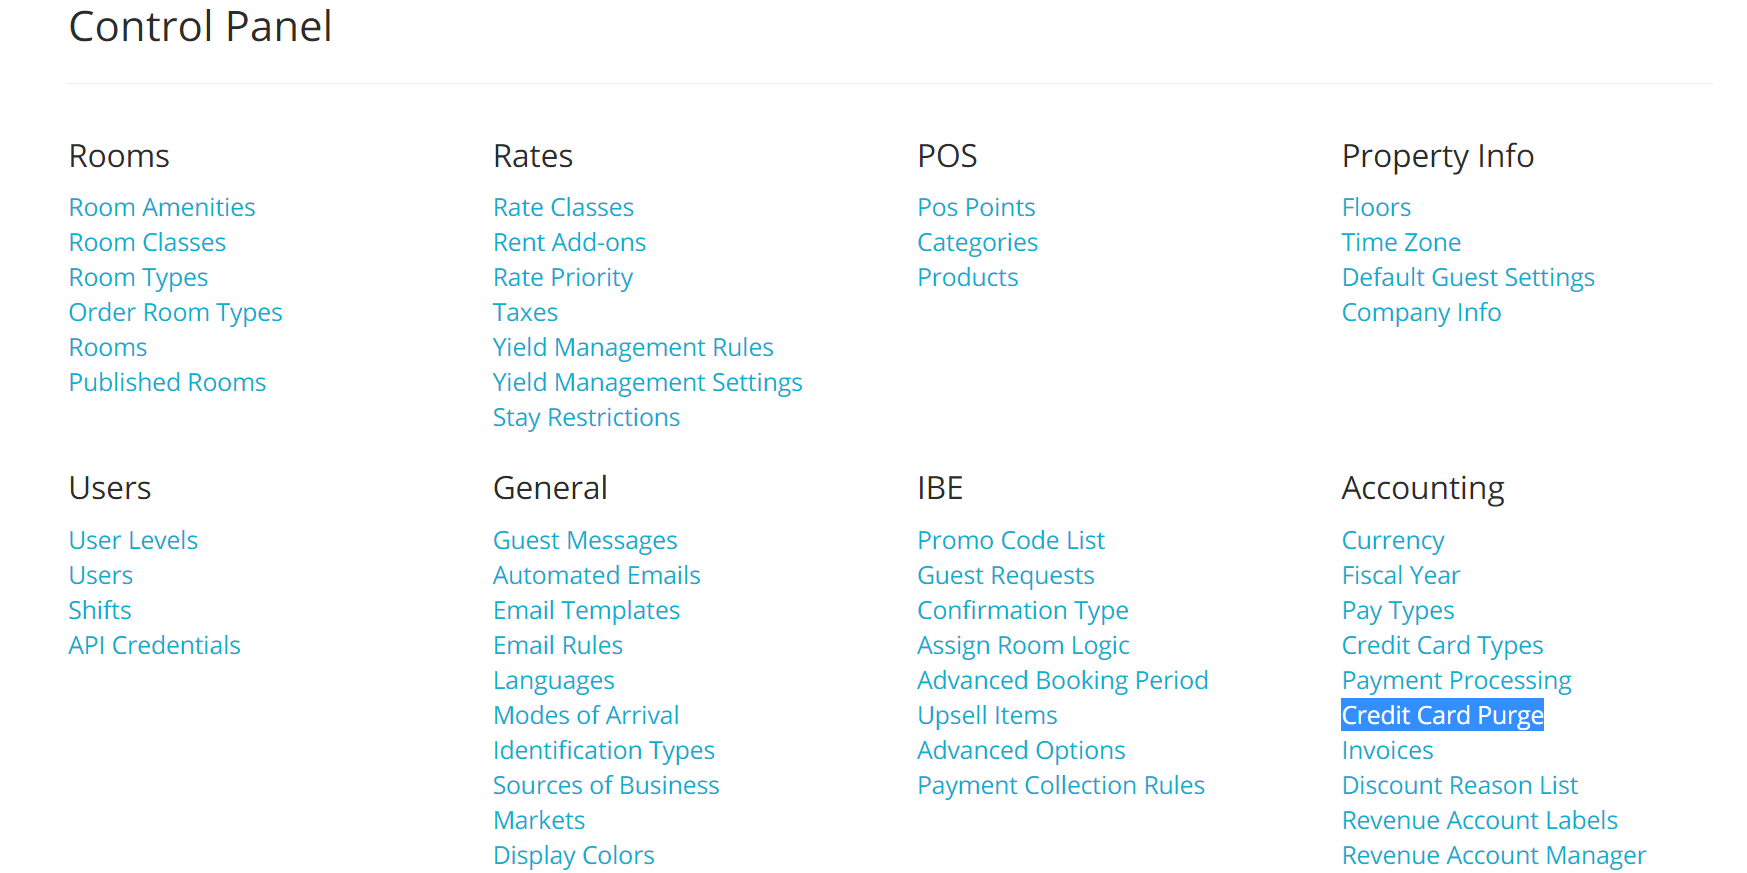 Control Panel
Rooms
Room Amenities
Room Classes
Room Types
Order Room Types
Rooms
Published Rooms
Rates
Rate Classes
Rent Add-ons
Rate Priority
Taxes
Yield Management Rules
Yield Management Settings
Stay Restrictions
POS
Pos Points
Categories
Products
Property Info
Floors
Time Zone
Default Guest Settings
Company Info
Users
User Levels
Users
Shifts
API Credentials
General
Guest Messages
Automated Emails
Email Templates
Email Rules
Languages
Modes of Arrival
Identification Types
Sources of Business
Markets
Display Colors
IBE
Promo Code List
Guest Requests
Confirmation Type
Assign Room Logic
Advanced Booking Period
Upsell Items
Advanced Options
Payment Collection Rules
Accounting
Currency
Fiscal Year
Pay Types
Credit Card Types
Payment Processing
Credit Card Purge
Invoices
Discount Reason List
Revenue Account Labels
Revenue Account Manager